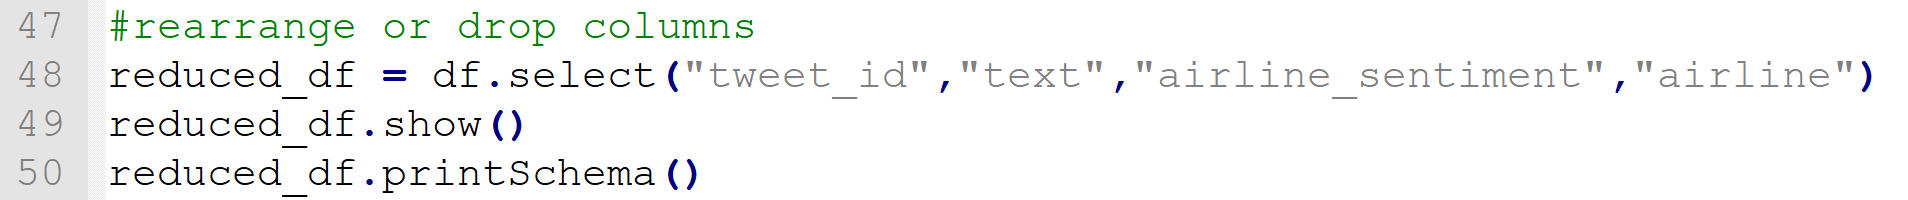 47 #rearrange or drop columns
48 reduced_df = df.select("tweet_id","text","airline_sentiment","airline")
49 reduced_df.show()
50 reduced_df.printSchema()